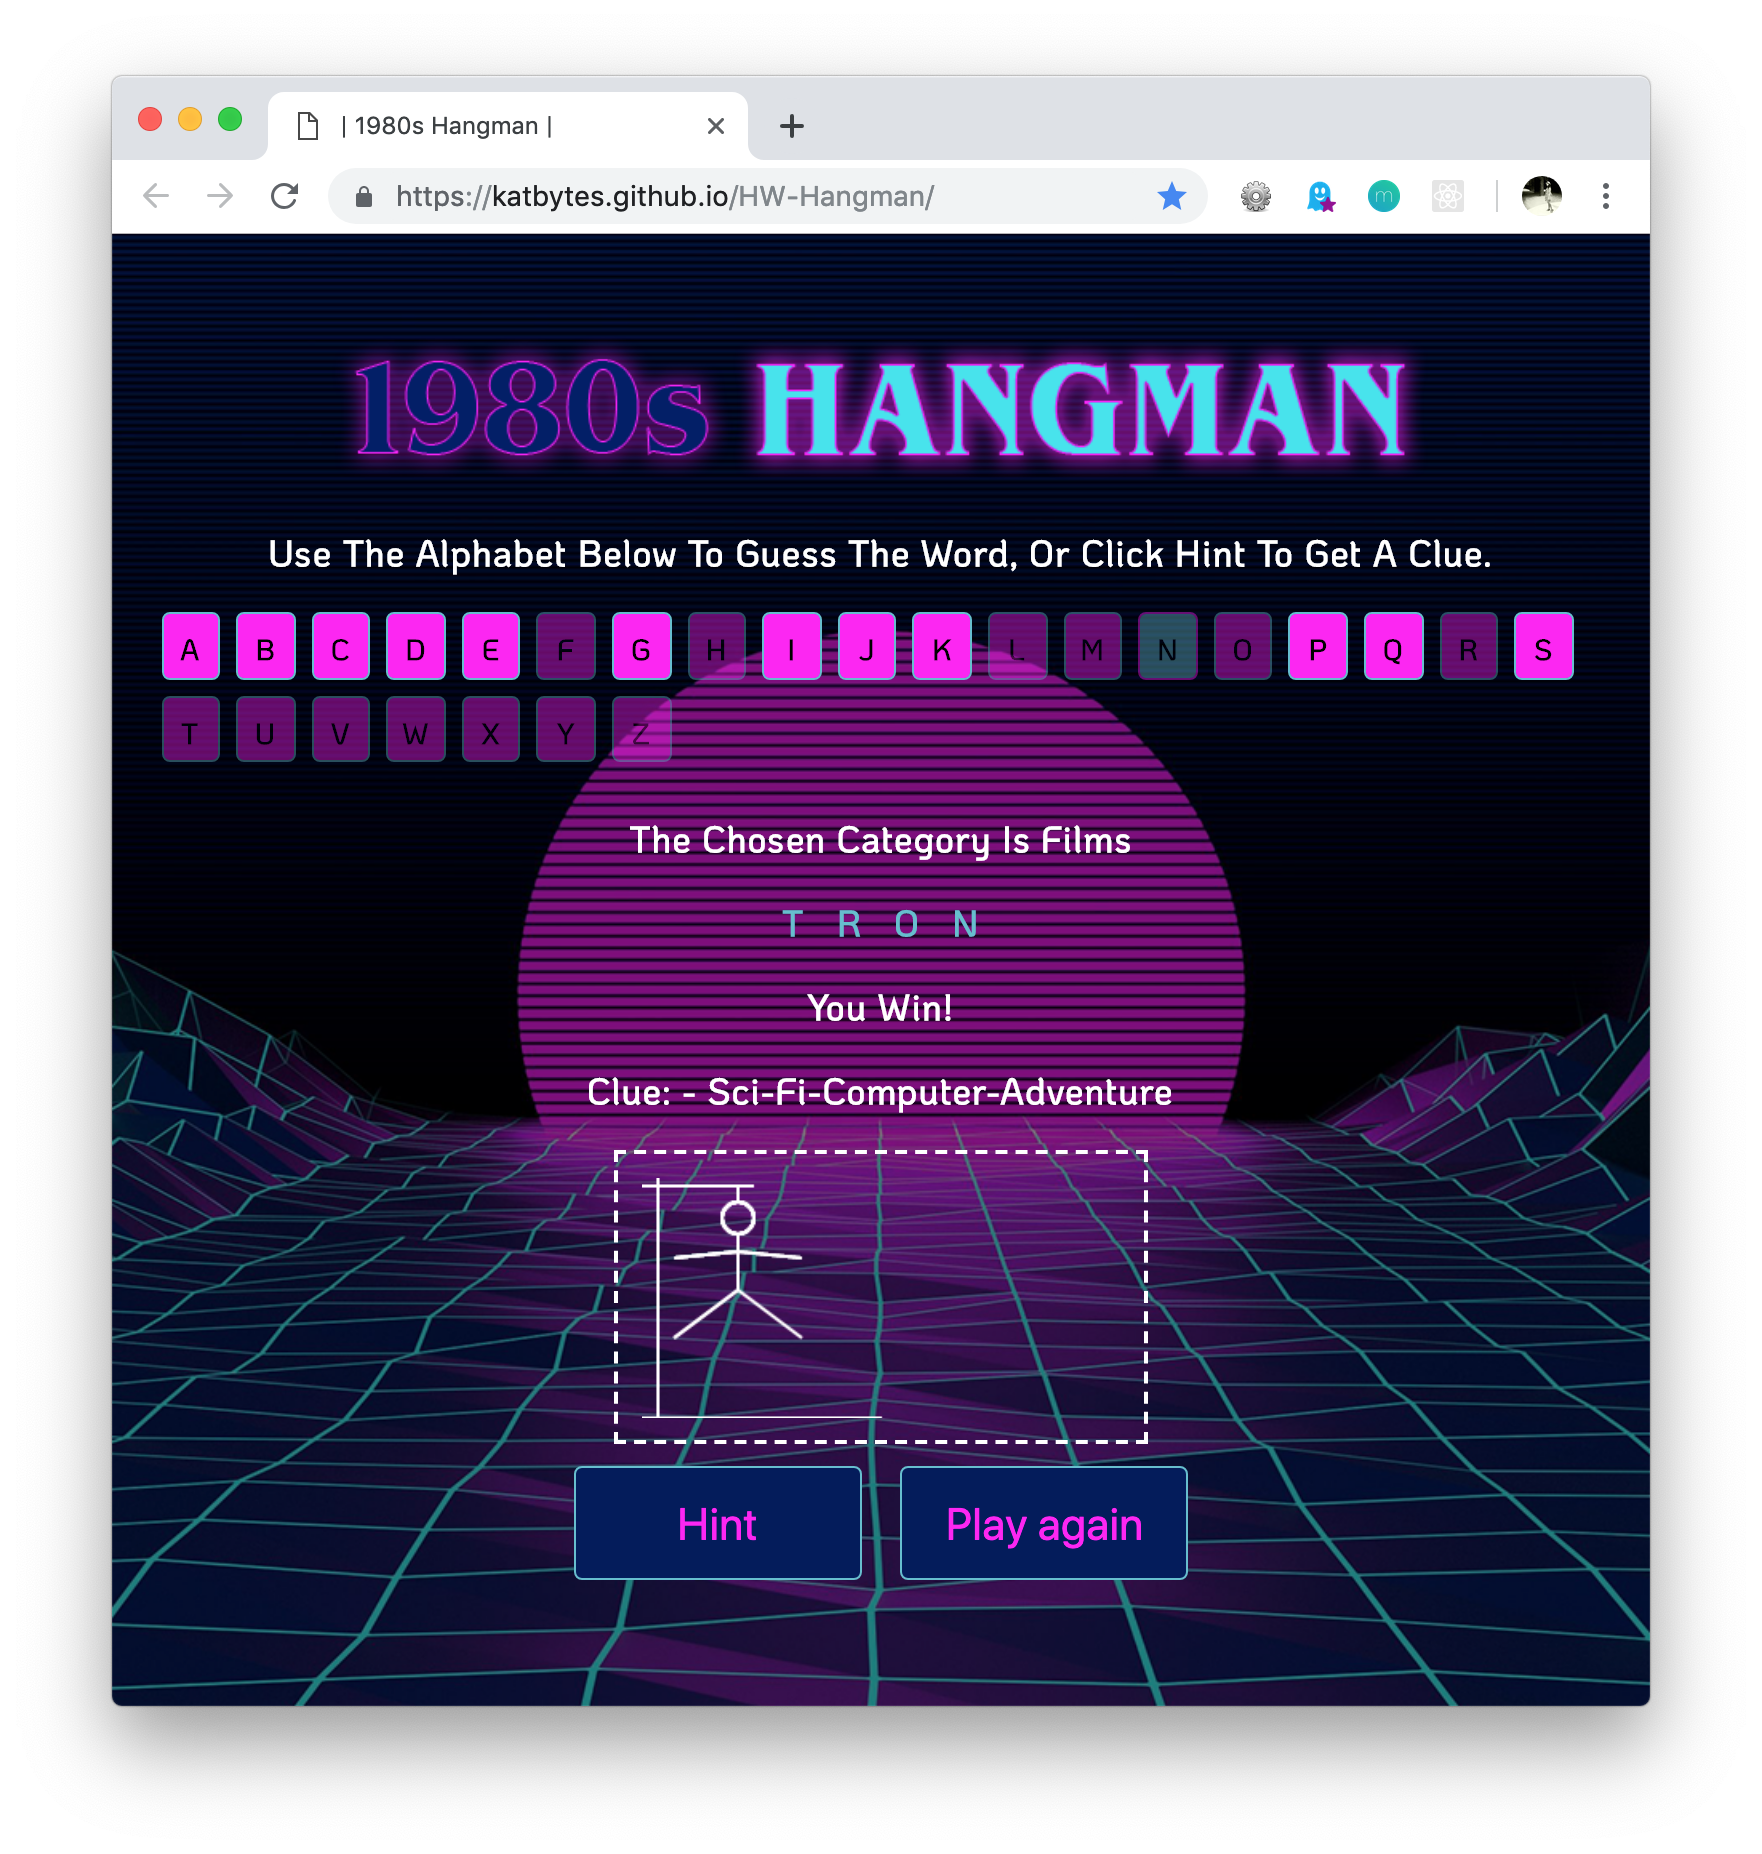 | 1980s Hangman |
https://katbytes.github.io/HW-Hangman/
m
1980s HANGMAN
Use The Alphabet Below To Guess The Word, Or Click Hint To Get A Clue.
A B C D E F G H I J K L M N O P Q R S
T U V W X Y Z
The Chosen Category Is Films
T R O N
You Win!
Clue: - Sci-Fi-Computer-Adventure
Hint Play again